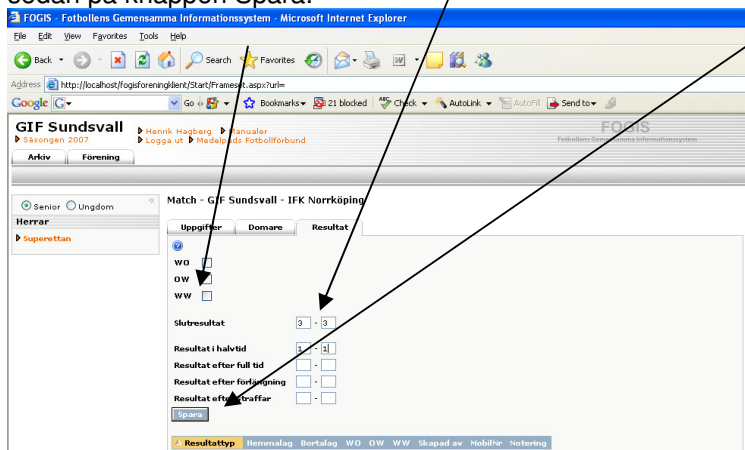 sedan på knappen Spara.
FOGIS - Fotbollens Gemensamma Informationssystem - Microsoft Internet Explorer
File Edit View Favorites Tools Help
Back Search Favorites
Address http://localhost/fogisforeningklient/Start/Frameset.aspx?url=
Google G Go Bookmarks 21 blocked Check AutoLink AutoFill Send to
GIF Sundsvall Henrik Hagberg Manualer FOGIS
Säsongen 2007 Logga ut Medelpads Fotbollförbund Fotbollens Gemensamma Informationssystem
Arkiv Förening
Senior Ungdom « Match - GIF Sundsvall - IFK Norrköping
Herrar
Uppgifter Domare Resultat
Superettan
WO
OW
WW
Slutresultat 3 - 3
Resultat i halvtid 1 - 1
Resultat efter full tid -
Resultat efter förlängning -
Resultat efter straffar -
Spara
Resultattyp Hemmalag Bortalag WO OW WW Skapad av MobilNr Notering